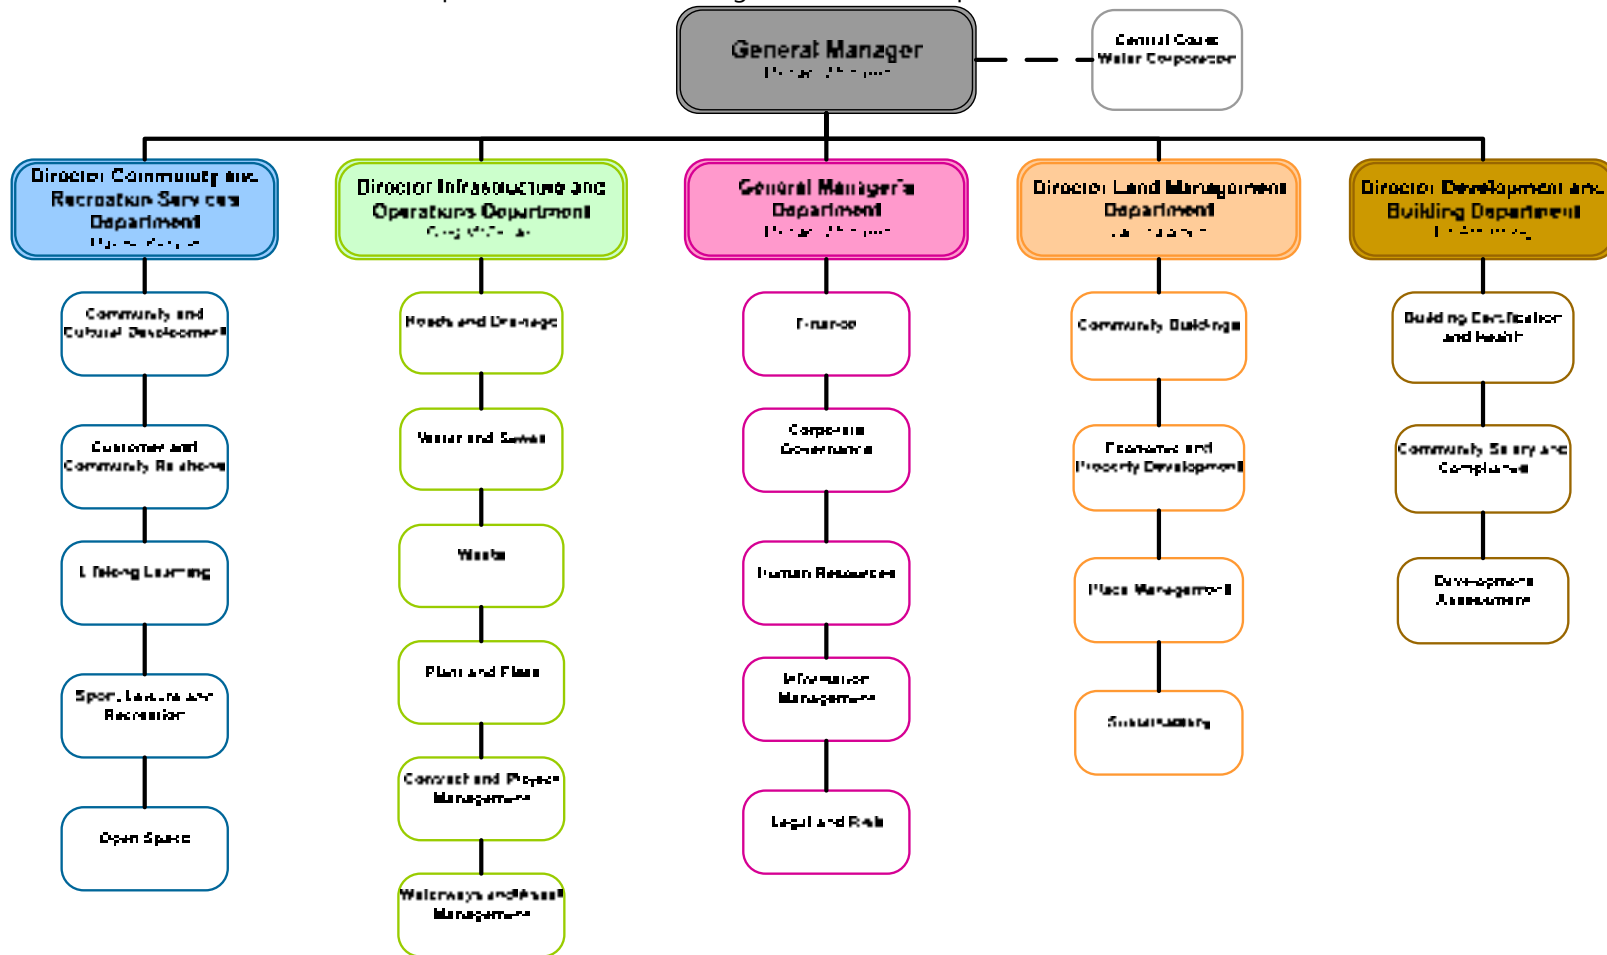 General Manager
Central Coast
Water Corporation
Director Community and
Recreation Services
Department
Director Infrastructure and
Operations Department
General Manager's
Department
Director Land Management
Department
Director Development and
Building Department
Community and
Cultural Development
Customer and
Community Relations
Lifelong Learning
Sport, Leisure and
Recreation
Open Space
Roads and Drainage
Water and Sewer
Waste
Plant and Fleet
Contract and Project
Management
Waterways and Asset
Management
Finance
Corporate
Governance
Human Resources
Information
Management
Legal and Risk
Community Buildings
Economic and
Property Development
Place Management
Sustainability
Building Certification
and Health
Community Safety and
Compliance
Development
Assessment